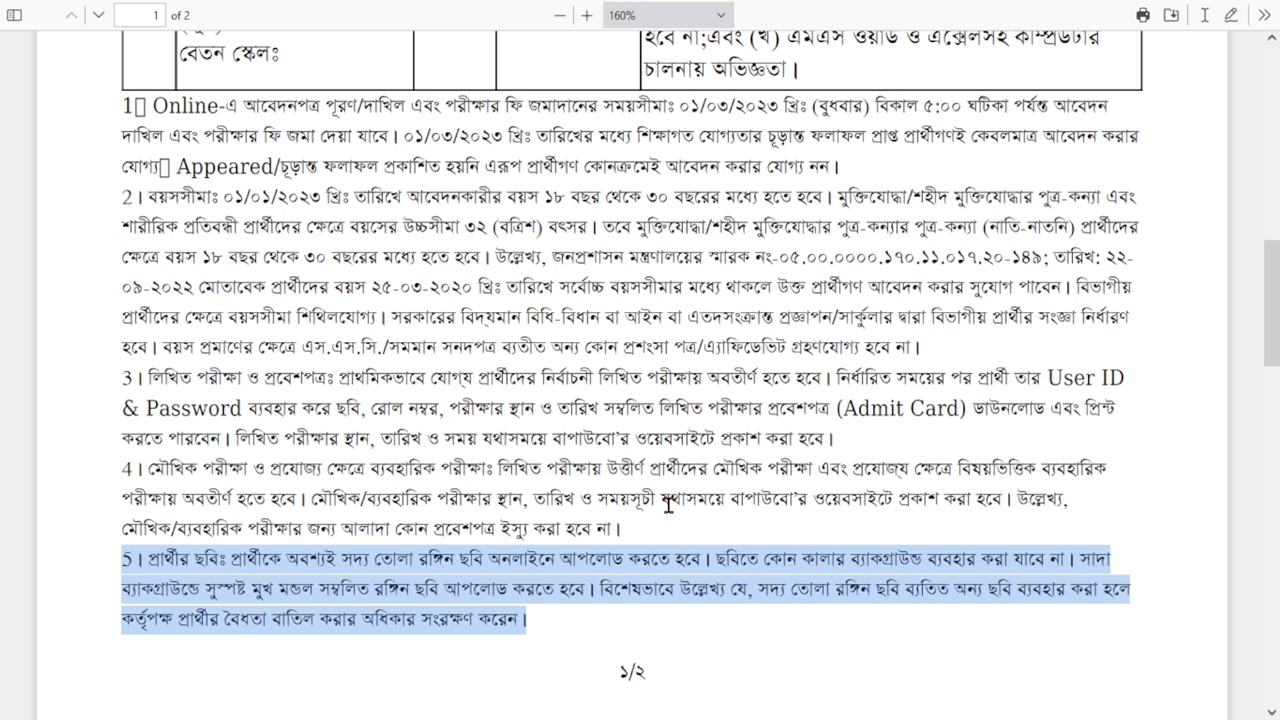 1
of 2
160%
বেতন স্কেলঃ
হবে না;এবং (খ) এমএস ওয়ার্ড ও এক্সেলসহ কম্পিউটার
চালনায় অভিজ্ঞতা।
1 Online-এ আবেদনপত্র পূরণ/দাখিল এবং পরীক্ষার ফি জমাদানের সময়সীমাঃ ০১/০৩/২০২৩ খ্রিঃ (বুধবার) বিকাল ৫:০০ ঘটিকা পর্যন্ত আবেদন
দাখিল এবং পরীক্ষার ফি জমা দেয়া যাবে। ০১/০৩/২০২৩ খ্রিঃ তারিখের মধ্যে শিক্ষাগত যোগ্যতার চূড়ান্ত ফলাফল প্রাপ্ত প্রার্থীগণই কেবলমাত্র আবেদন করার
যোগ্য Appeared/চূড়ান্ত ফলাফল প্রকাশিত হয়নি এরূপ প্রার্থীগণ কোনক্রমেই আবেদন করার যোগ্য নন।
2। বয়সসীমাঃ ০১/০১/২০২৩ খ্রিঃ তারিখে আবেদনকারীর বয়স ১৮ বছর থেকে ৩০ বছরের মধ্যে হতে হবে। মুক্তিযোদ্ধা/শহীদ মুক্তিযোদ্ধার পুত্র-কন্যা এবং
শারীরিক প্রতিবন্ধী প্রার্থীদের ক্ষেত্রে বয়সের উচ্চসীমা ৩২ (বত্রিশ) বৎসর। তবে মুক্তিযোদ্ধা/শহীদ মুক্তিযোদ্ধার পুত্র-কন্যার পুত্র-কন্যা (নাতি-নাতনি) প্রার্থীদের
ক্ষেত্রে বয়স ১৮ বছর থেকে ৩০ বছরের মধ্যে হতে হবে। উল্লেখ্য, জনপ্রশাসন মন্ত্রণালয়ের স্মারক নং-০৫.০০.০০০০.১৭০.১১.০১৭.২০-১৪৯; তারিখ: ২২-
০৯-২০২২ মোতাবেক প্রার্থীদের বয়স ২৫-০৩-২০২০ খ্রিঃ তারিখে সর্বোচ্চ বয়সসীমার মধ্যে থাকলে উক্ত প্রার্থীগণ আবেদন করার সুযোগ পাবেন। বিভাগীয়
প্রার্থীদের ক্ষেত্রে বয়সসীমা শিথিলযোগ্য। সরকারের বিদ্যমান বিধি-বিধান বা আইন বা এতদসংক্রান্ত প্রজ্ঞাপন/সার্কুলার দ্বারা বিভাগীয় প্রার্থীর সংজ্ঞা নির্ধারণ
হবে। বয়স প্রমাণের ক্ষেত্রে এস.এস.সি./সমমান সনদপত্র ব্যতীত অন্য কোন প্রশংসা পত্র/এ্যাফিডেভিট গ্রহণযোগ্য হবে না।
3। লিখিত পরীক্ষা ও প্রবেশপত্রঃ প্রাথমিকভাবে যোগ্য প্রার্থীদের নির্বাচনী লিখিত পরীক্ষায় অবতীর্ণ হতে হবে। নির্ধারিত সময়ের পর প্রার্থী তার User ID
& Password ব্যবহার করে ছবি, রোল নম্বর, পরীক্ষার স্থান ও তারিখ সম্বলিত লিখিত পরীক্ষার প্রবেশপত্র (Admit Card) ডাউনলোড এবং প্রিন্ট
করতে পারবেন। লিখিত পরীক্ষার স্থান, তারিখ ও সময় যথাসময়ে বাপাউবো’র ওয়েবসাইটে প্রকাশ করা হবে।
4। মৌখিক পরীক্ষা ও প্রযোজ্য ক্ষেত্রে ব্যবহারিক পরীক্ষাঃ লিখিত পরীক্ষায় উত্তীর্ণ প্রার্থীদের মৌখিক পরীক্ষা এবং প্রযোজ্য ক্ষেত্রে বিষয়ভিত্তিক ব্যবহারিক
পরীক্ষায় অবতীর্ণ হতে হবে। মৌখিক/ব্যবহারিক পরীক্ষার স্থান, তারিখ ও সময়সূচী যথাসময়ে বাপাউবো’র ওয়েবসাইটে প্রকাশ করা হবে। উল্লেখ্য,
মৌখিক/ব্যবহারিক পরীক্ষার জন্য আলাদা কোন প্রবেশপত্র ইস্যু করা হবে না।
5। প্রার্থীর ছবিঃ প্রার্থীকে অবশ্যই সদ্য তোলা রঙ্গিন ছবি অনলাইনে আপলোড করতে হবে। ছবিতে কোন কালার ব্যাকগ্রাউন্ড ব্যবহার করা যাবে না। সাদা
ব্যাকগ্রাউন্ডে সুস্পষ্ট মুখ মন্ডল সম্বলিত রঙ্গিন ছবি আপলোড করতে হবে। বিশেষভাবে উল্লেখ্য যে, সদ্য তোলা রঙ্গিন ছবি ব্যতিত অন্য ছবি ব্যবহার করা হলে
কর্তৃপক্ষ প্রার্থীর বৈধতা বাতিল করার অধিকার সংরক্ষণ করেন।
১/২